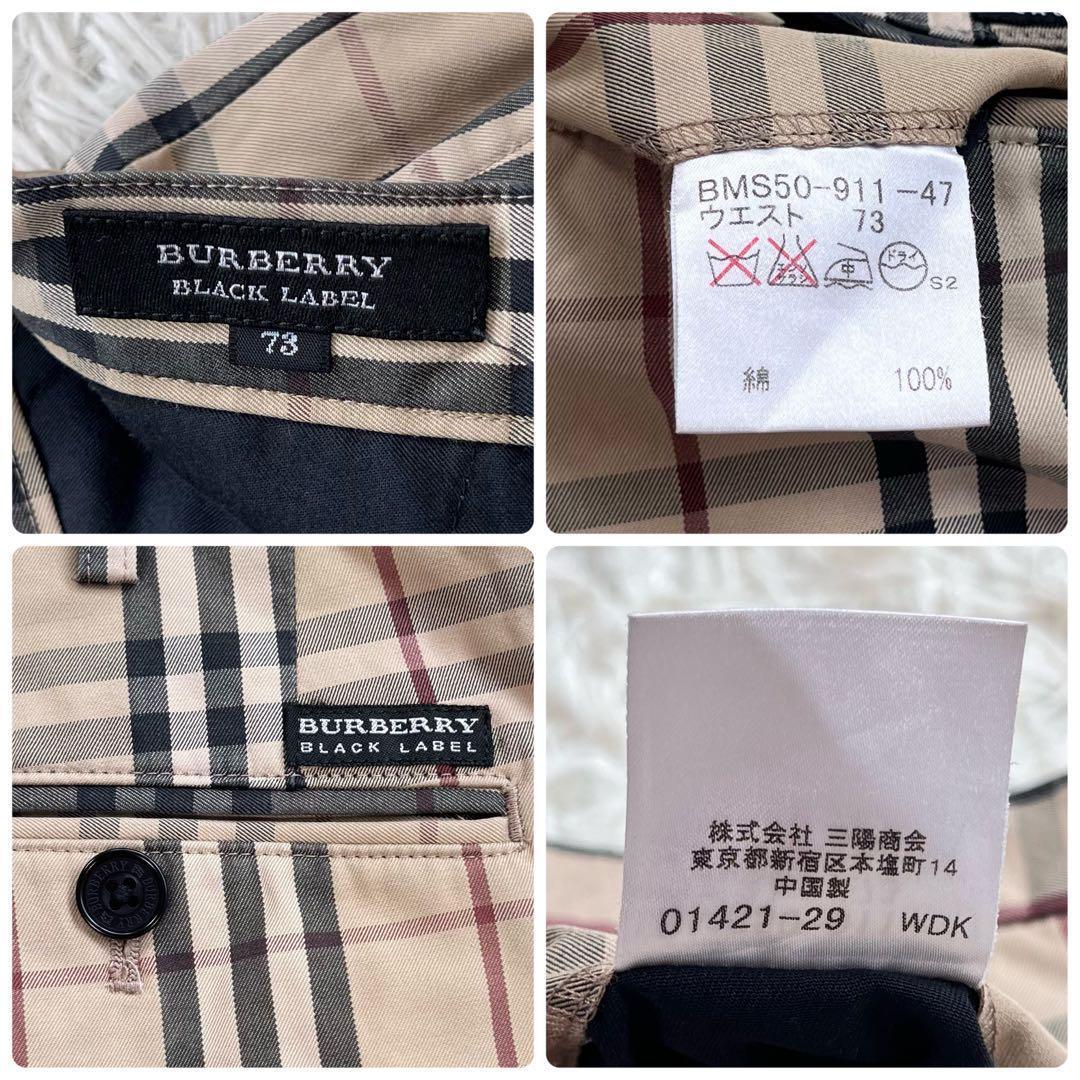 BURBERRY
BLACK LABEL
73
BMS50-911-47
ウエスト 73
中
ドライ
S2
綿 100%
BURBERRY
BLACK LABEL
BURBERRY
株式会社 三陽商会
東京都新宿区本塩町14
中国製
01421-29 WDK